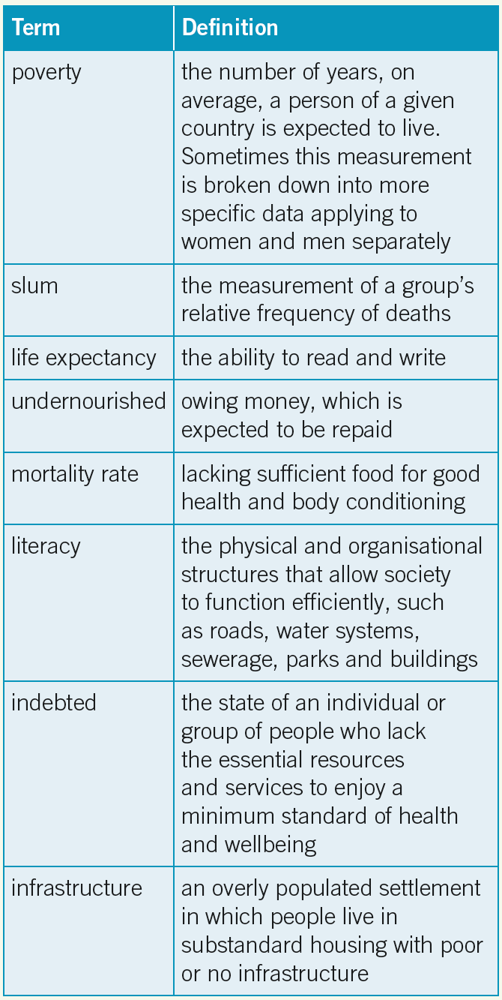 Term Definition
poverty the number of years, on
average, a person of a given
country is expected to live.
Sometimes this measurement
is broken down into more
specific data applying to
women and men separately
slum the measurement of a group’s
relative frequency of deaths
life expectancy the ability to read and write
undernourished owing money, which is
expected to be repaid
mortality rate lacking sufficient food for good
health and body conditioning
literacy the physical and organisational
structures that allow society
to function efficiently, such
as roads, water systems,
sewerage, parks and buildings
indebted the state of an individual or
group of people who lack
the essential resources
and services to enjoy a
minimum standard of health
and wellbeing
infrastructure an overly populated settlement
in which people live in
substandard housing with poor
or no infrastructure